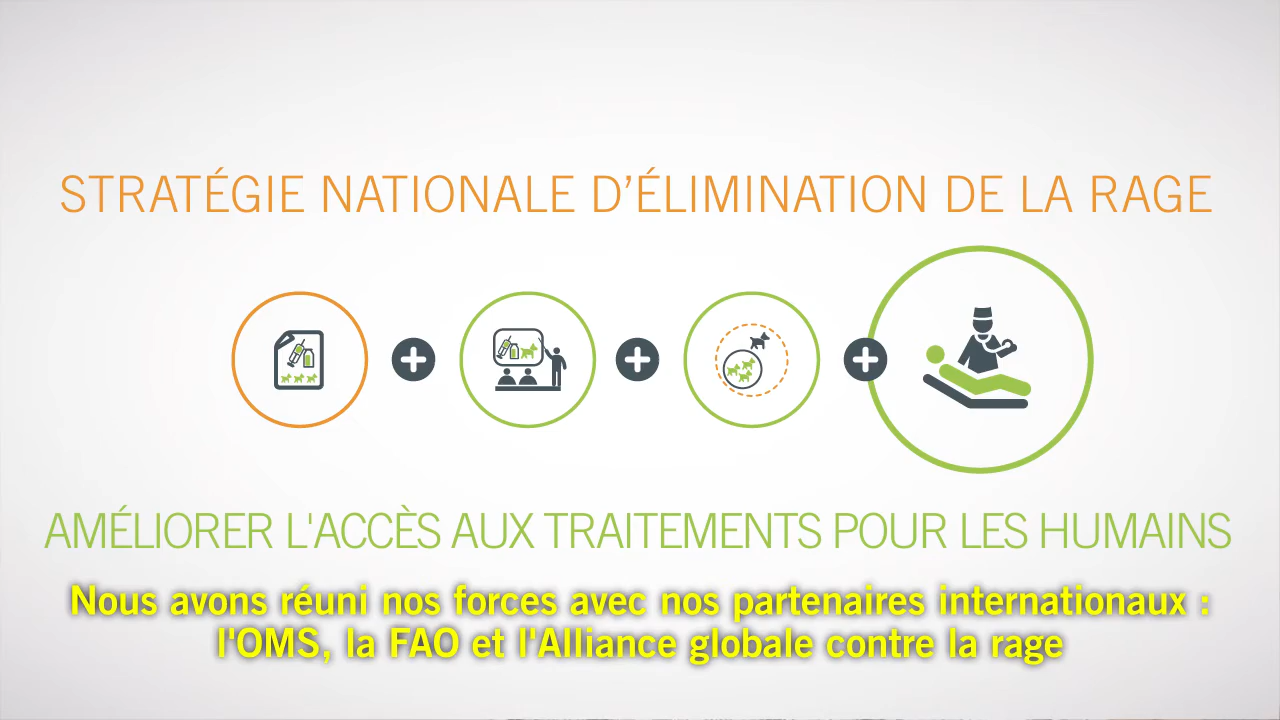 STRATÉGIE NATIONALE D’ÉLIMINATION DE LA RAGE
AMÉLIORER L'ACCÈS AUX TRAITEMENTS POUR LES HUMAINS
Nous avons réuni nos forces avec nos partenaires internationaux :
l'OMS, la FAO et l'Alliance globale contre la rage